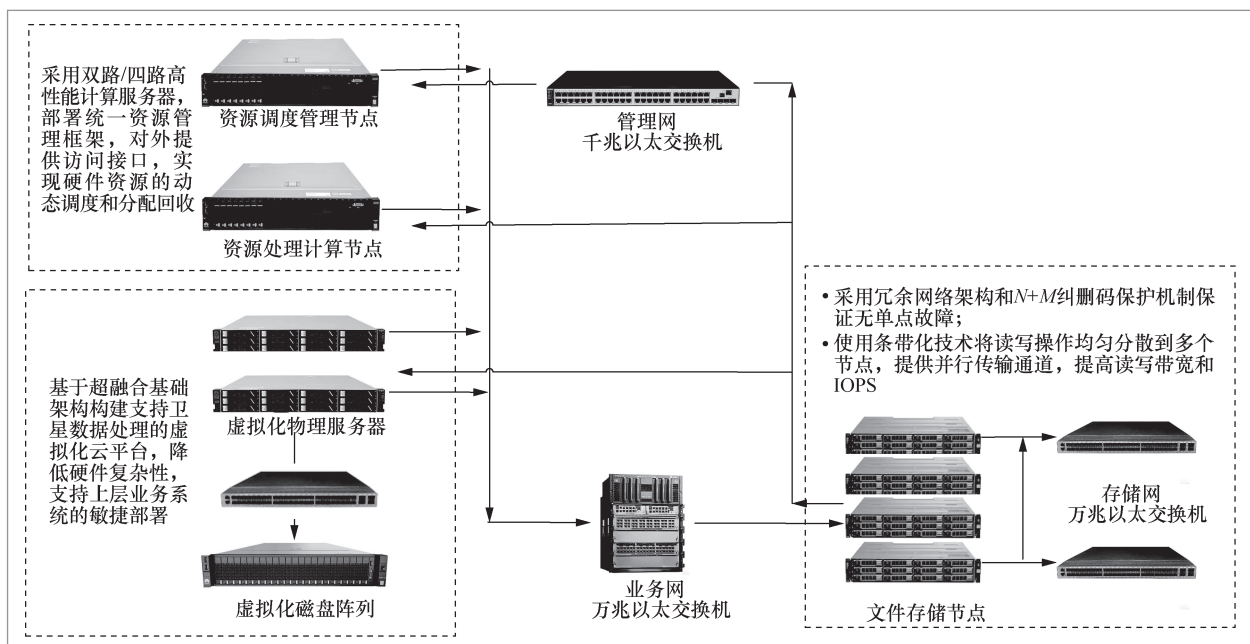 采用双路/四路高
性能计算服务器，
部署统一资源管
理框架，对外提
供访问接口，实
现硬件资源的动
态调度和分配回收
资源调度管理节点
资源处理计算节点
管理网
千兆以太交换机
基于超融合基础
架构构建支持卫
星数据处理的虚
拟化云平台，降
低硬件复杂性，
支持上层业务系
统的敏捷部署
虚拟化物理服务器
虚拟化磁盘阵列
业务网
万兆以太交换机
• 采用冗余网络架构和N+M纠删码保护机制保
证无单点故障；
• 使用条带化技术将读写操作均匀分散到多个
节点，提供并行传输通道，提高读写带宽和
IOPS
存储网
万兆以太交换机
文件存储节点